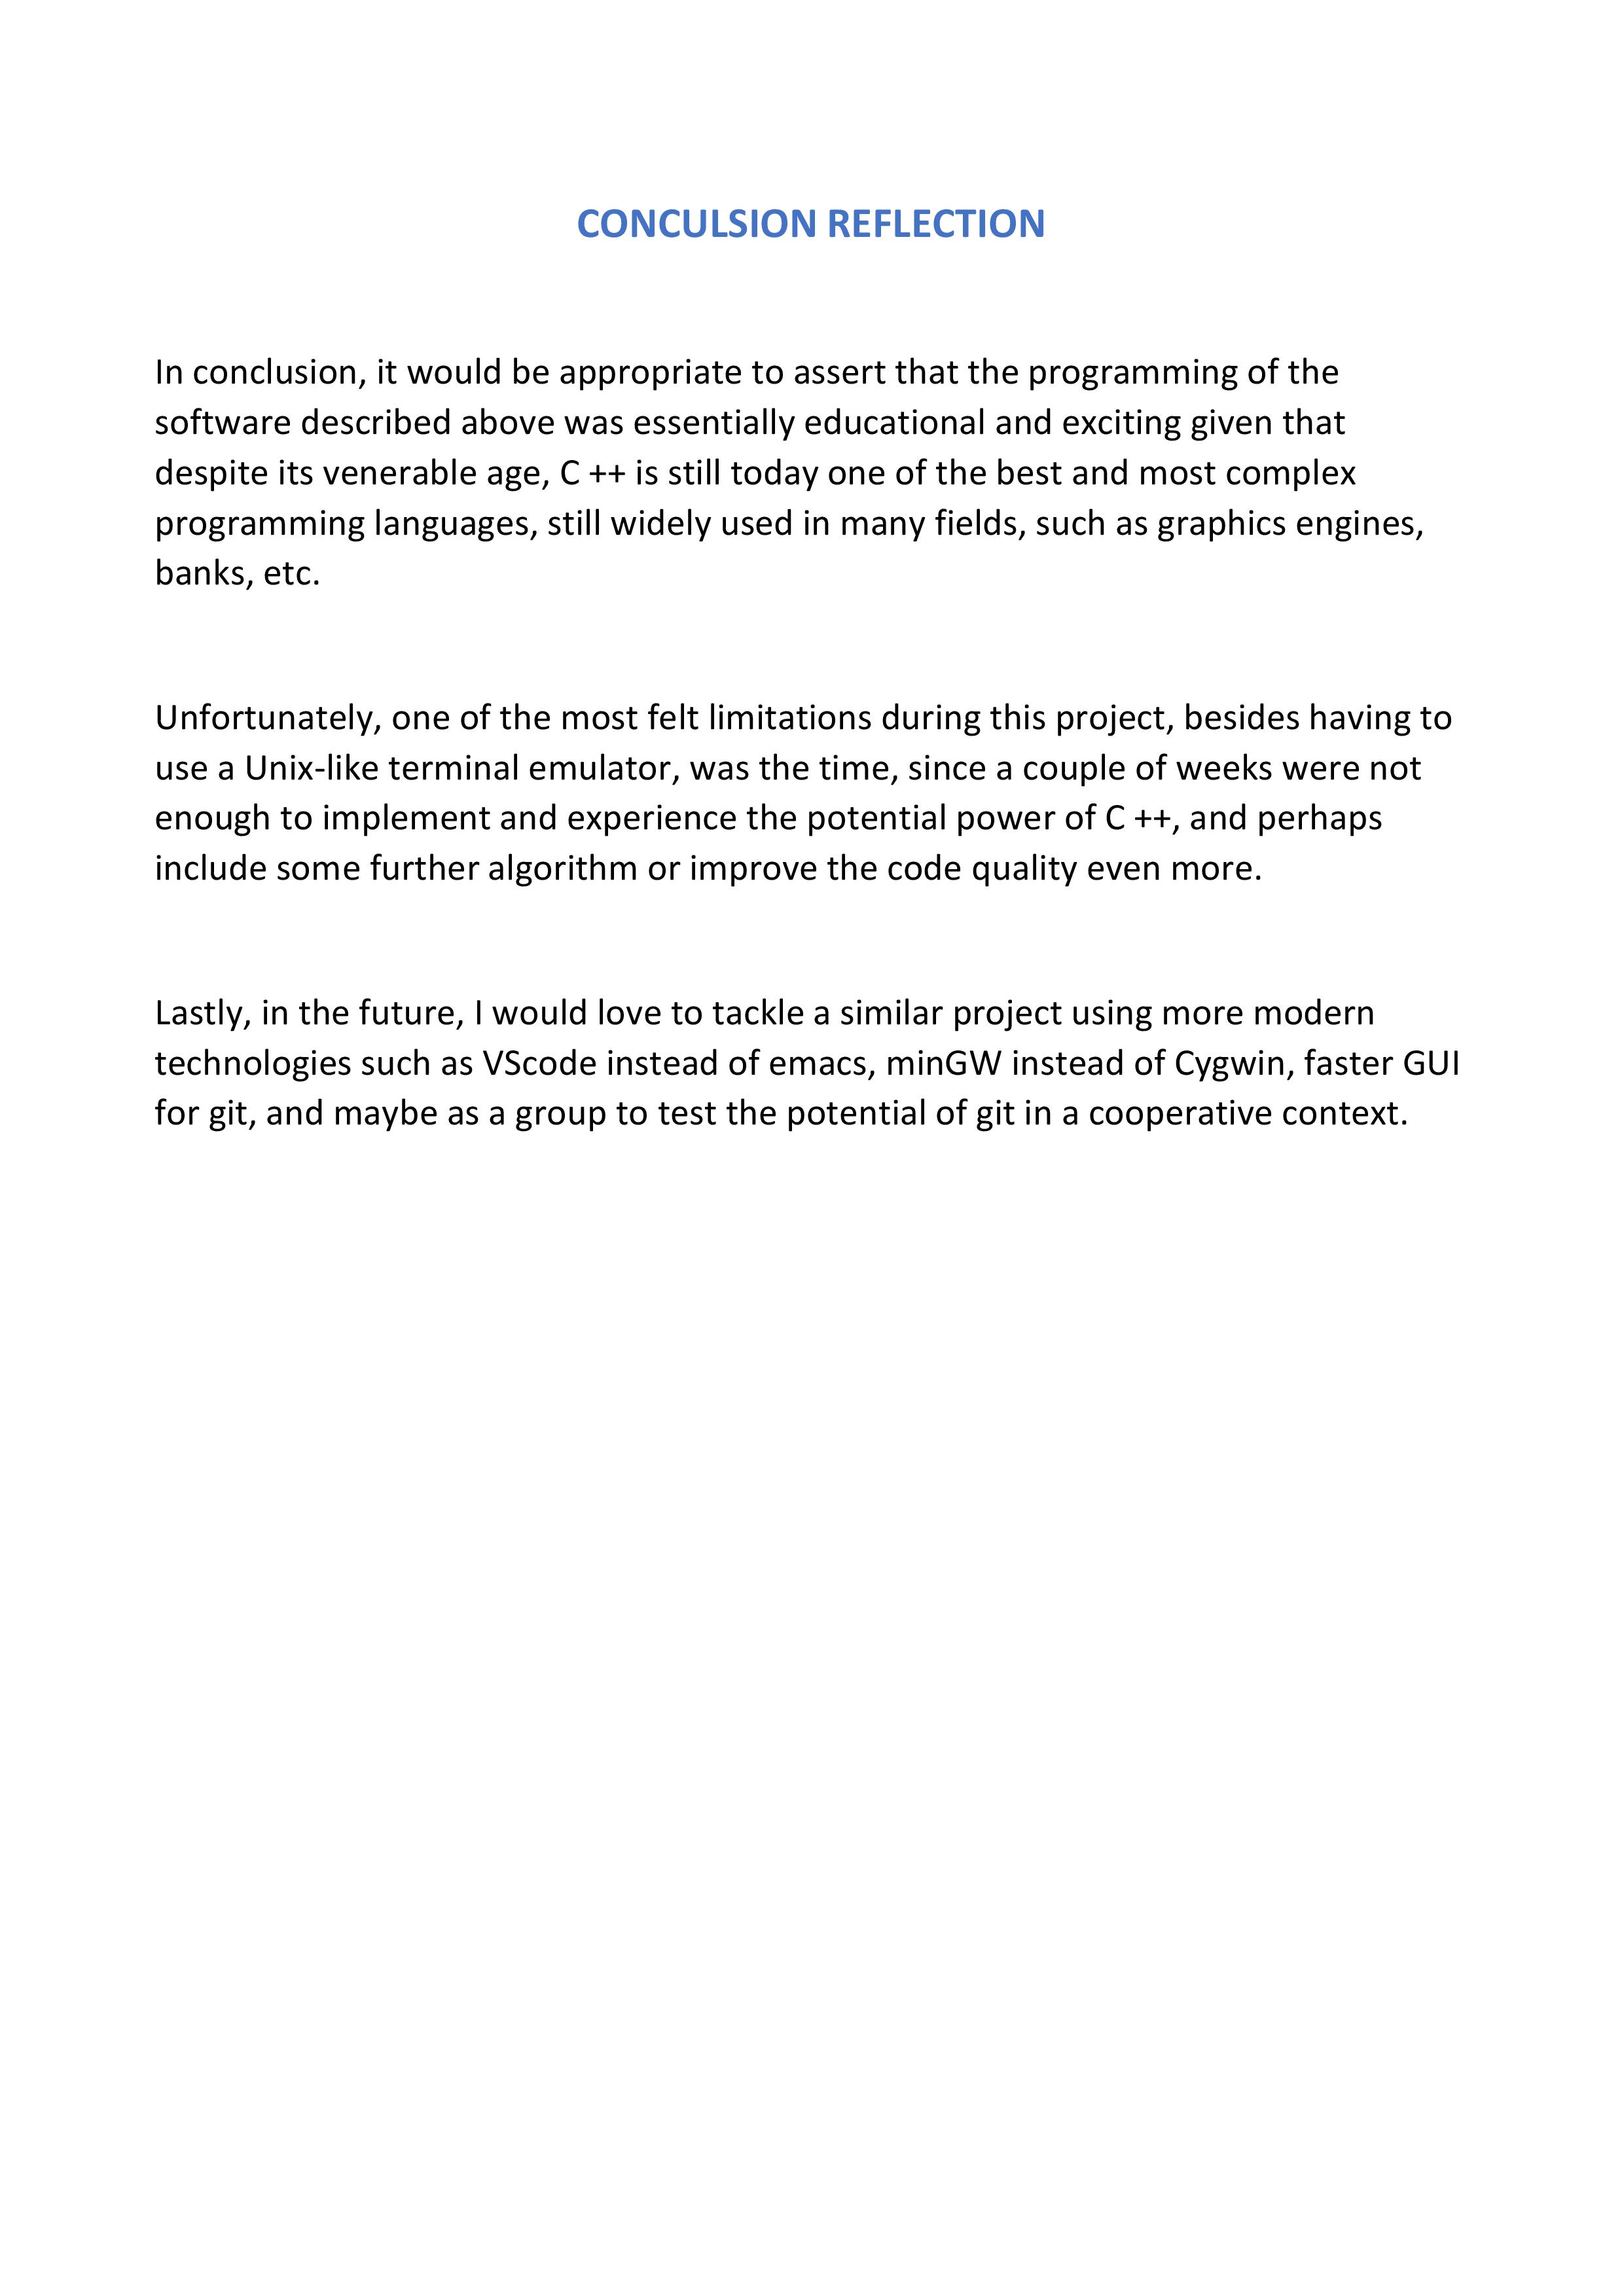 CONCULSION REFLECTION
In conclusion, it would be appropriate to assert that the programming of the
software described above was essentially educational and exciting given that
despite its venerable age, C ++ is still today one of the best and most complex
programming languages, still widely used in many fields, such as graphics engines,
banks, etc.
Unfortunately, one of the most felt limitations during this project, besides having to
use a Unix-like terminal emulator, was the time, since a couple of weeks were not
enough to implement and experience the potential power of C ++, and perhaps
include some further algorithm or improve the code quality even more.
Lastly, in the future, I would love to tackle a similar project using more modern
technologies such as VScode instead of emacs, minGW instead of Cygwin, faster GUI
for git, and maybe as a group to test the potential of git in a cooperative context.